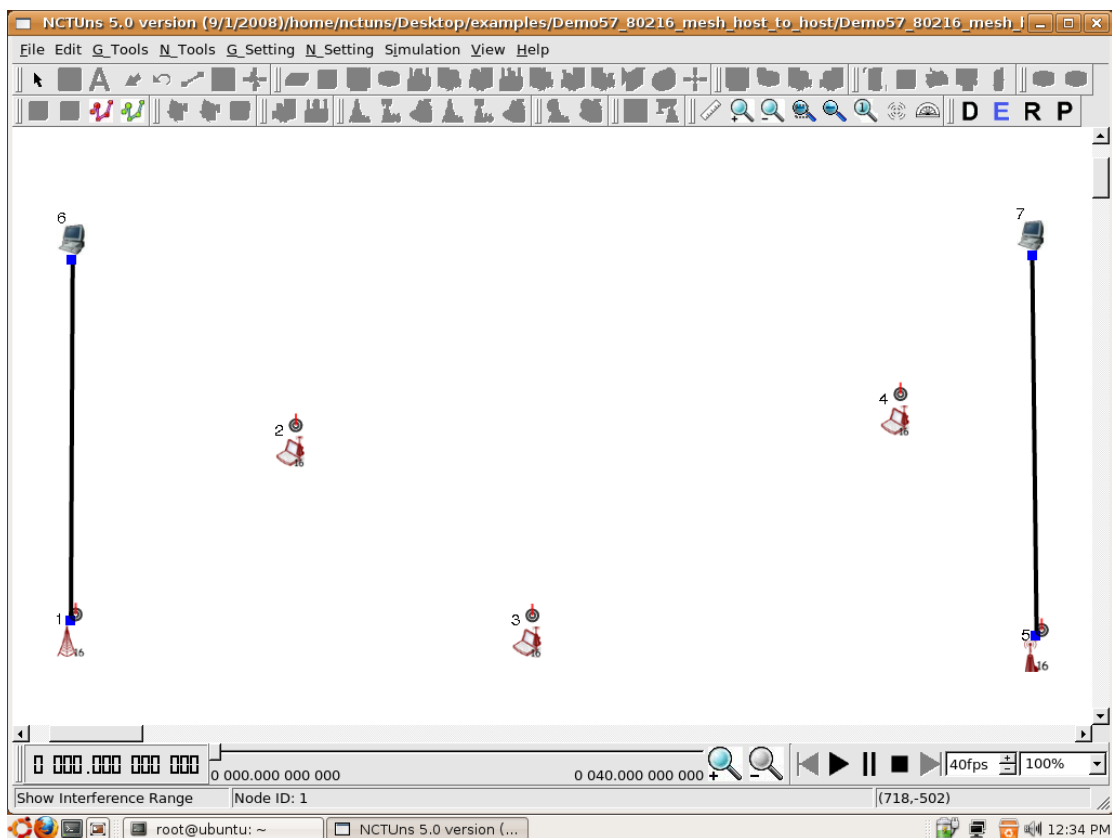 NCTUns 5.0 version (9/1/2008)/home/nctuns/Desktop/examples/Demo57_80216_mesh_host_to_host/Demo57_80216_mesh_
File Edit G_Tools N_Tools G_Setting N_Setting Simulation View Help
A
D E R P
6
7
4
2
16
16
1
3
5
16
16
16
0 000.000 000 000
0 000.000 000 000
0 040.000 000 000
40fps
100%
Show Interference Range
Node ID: 1
(718,-502)
root@ubuntu: ~
NCTUns 5.0 version (...
12:34 PM